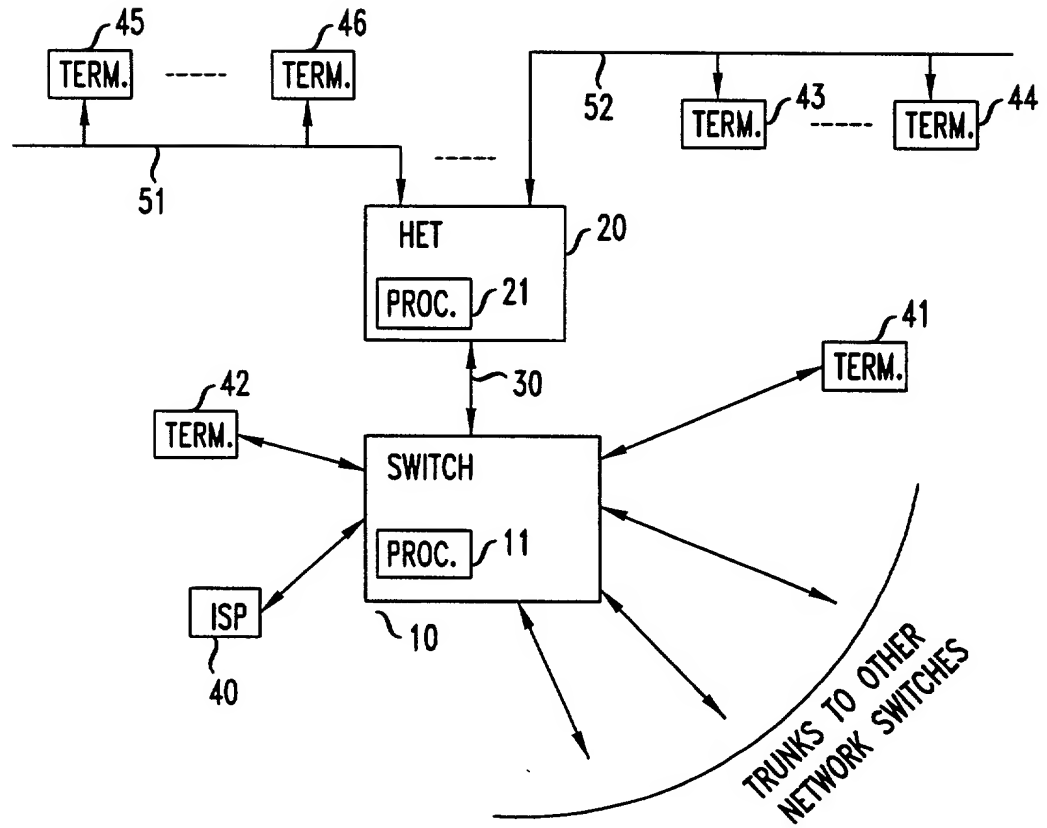 45
46
TERM.
TERM.
52
43
44
TERM.
TERM.
51
HET
20
PROC.
21
41
TERM.
30
42
TERM.
SWITCH
PROC.
11
ISP
10
40
TRUNKS TO OTHER
NETWORK SWITCHES